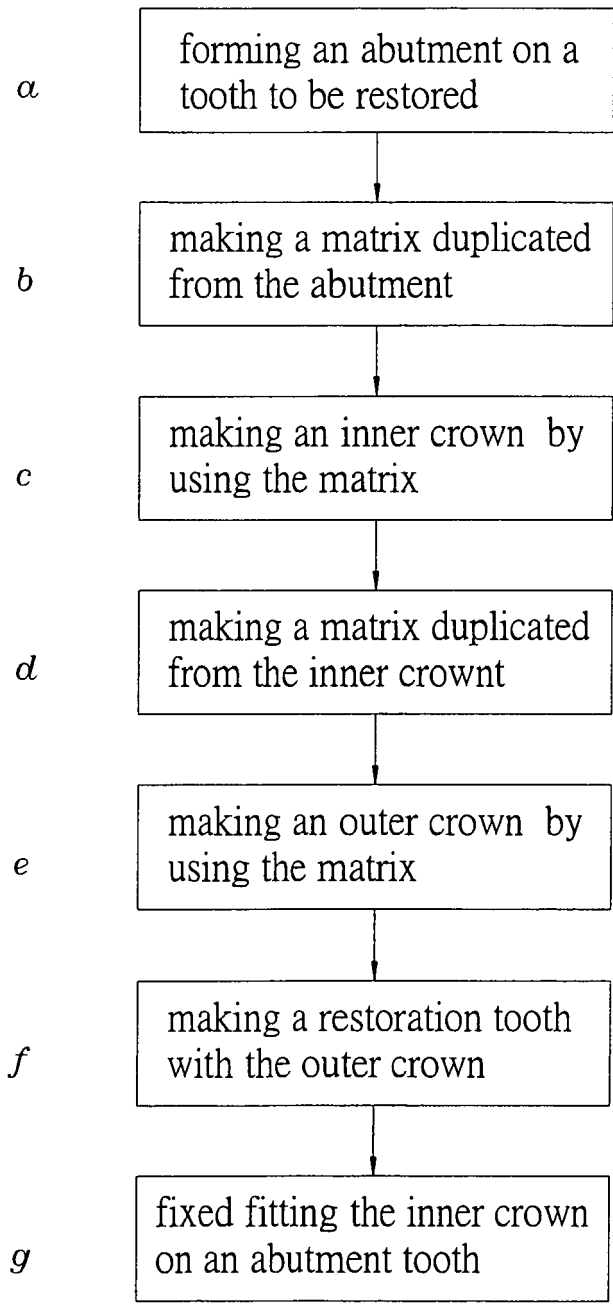 a
forming an abutment on a
tooth to be restored
b
making a matrix duplicated
from the abutment
c
making an inner crown by
using the matrix
d
making a matrix duplicated
from the inner crownt
e
making an outer crown by
using the matrix
f
making a restoration tooth
with the outer crown
g
fixed fitting the inner crown
on an abutment tooth